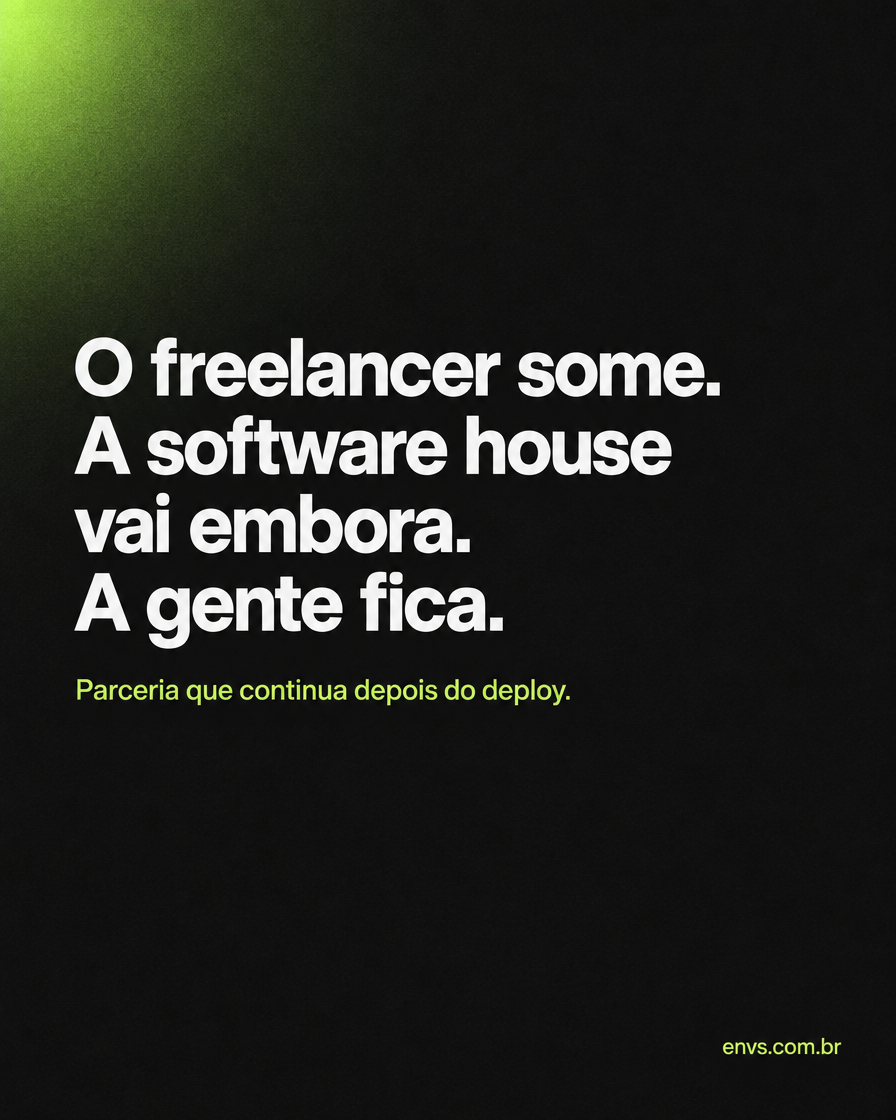 O freelancer some.
A software house
vai embora.
A gente fica.
Parceria que continua depois do deploy.
envs.com.br